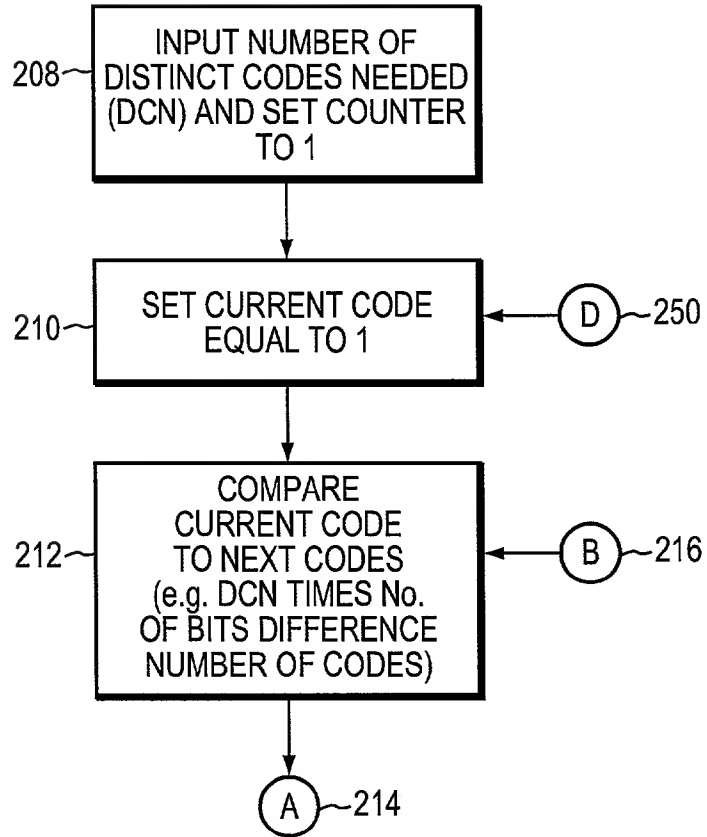 INPUT NUMBER OF
208
DISTINCT CODES NEEDED
(DCN) AND SET COUNTER
TO 1
SET CURRENT CODE
210
EQUAL TO 1
D
250
COMPARE
CURRENT CODE
TO NEXT CODES
212
(e.g. DCN TIMES No.
OF BITS DIFFERENCE
NUMBER OF CODES)
B
216
A
214